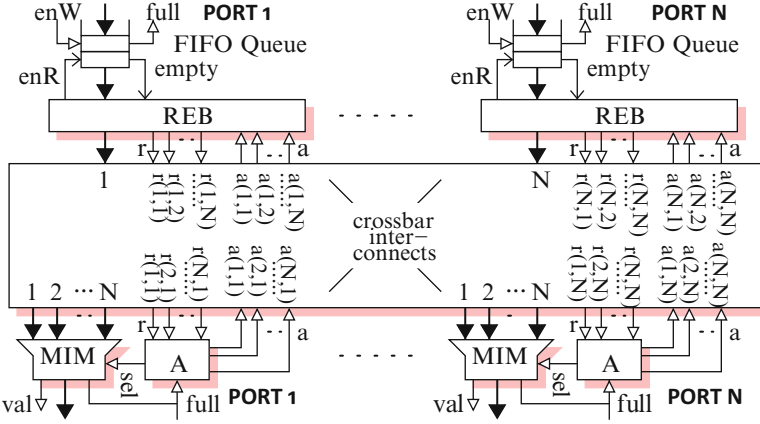 enW full PORT 1 enW full PORT N
FIFO Queue FIFO Queue
enR empty enR empty
REB ..... REB
r .. .. a r .. .. a
1 N
r(1,1) r(1,2) ..... r(1,N) a(1,1) a(1,2) ..... a(1,N) r(N,1) r(N,2) ..... r(N,N) a(N,1) a(N,2) ..... a(N,N)
crossbar
inter-
connects
r(1,1) r(2,1) ..... r(N,1) a(1,1) a(2,1) ..... a(N,1) r(1,N) r(2,N) ..... r(N,N) a(1,N) a(2,N) ..... a(N,N)
1 2 ... N 1 2 ... N
r .. .. a r .. .. a
MIM A ..... MIM A
sel sel
val full PORT 1 val full PORT N